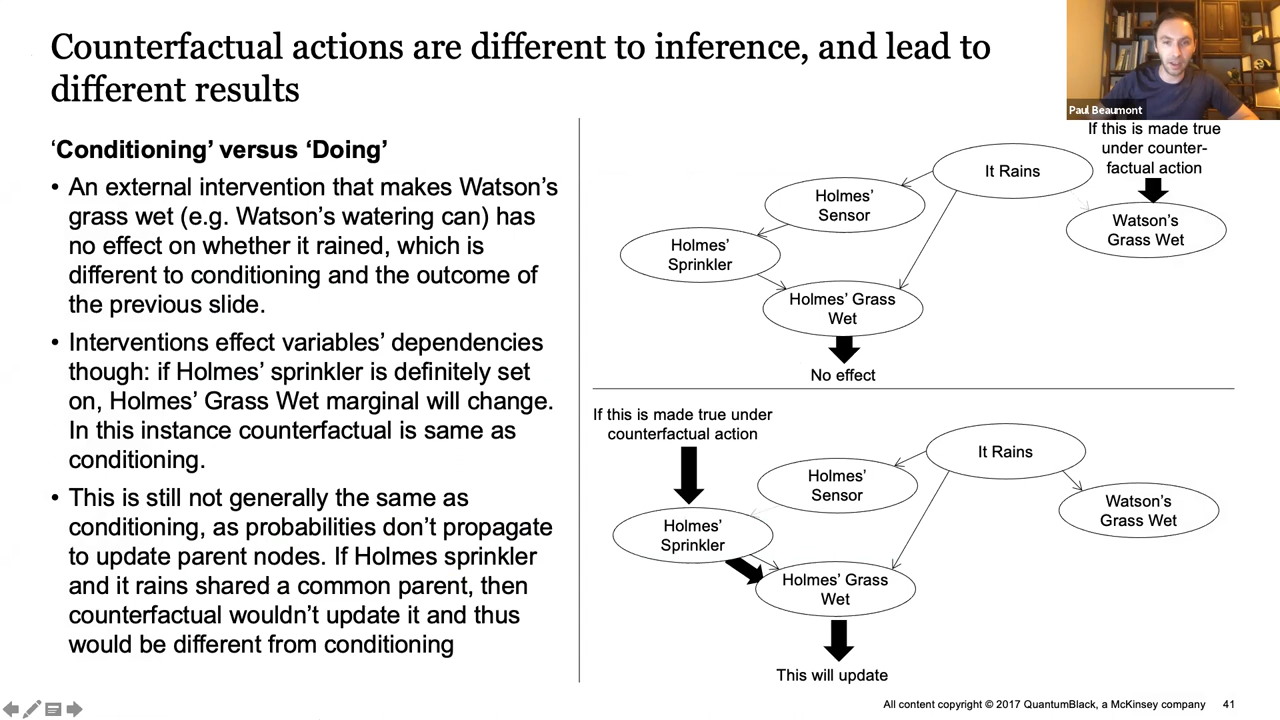 Counterfactual actions are different to inference, and lead to
different results
Paul Beaumont
‘Conditioning’ versus ‘Doing’
• An external intervention that makes Watson’s
grass wet (e.g. Watson’s watering can) has
no effect on whether it rained, which is
different to conditioning and the outcome of
the previous slide.
• Interventions effect variables’ dependencies
though: if Holmes’ sprinkler is definitely set
on, Holmes’ Grass Wet marginal will change.
In this instance counterfactual is same as
conditioning.
• This is still not generally the same as
conditioning, as probabilities don’t propagate
to update parent nodes. If Holmes sprinkler
and it rains shared a common parent, then
counterfactual wouldn’t update it and thus
would be different from conditioning
If this is made true
under counter-
factual action
It Rains
Holmes’
Sensor
Watson’s
Grass Wet
Holmes’
Sprinkler
Holmes’ Grass
Wet
No effect
If this is made true under
counterfactual action
It Rains
Holmes’
Sensor
Watson’s
Grass Wet
Holmes’
Sprinkler
Holmes’ Grass
Wet
This will update
All content copyright © 2017 QuantumBlack, a McKinsey company 41